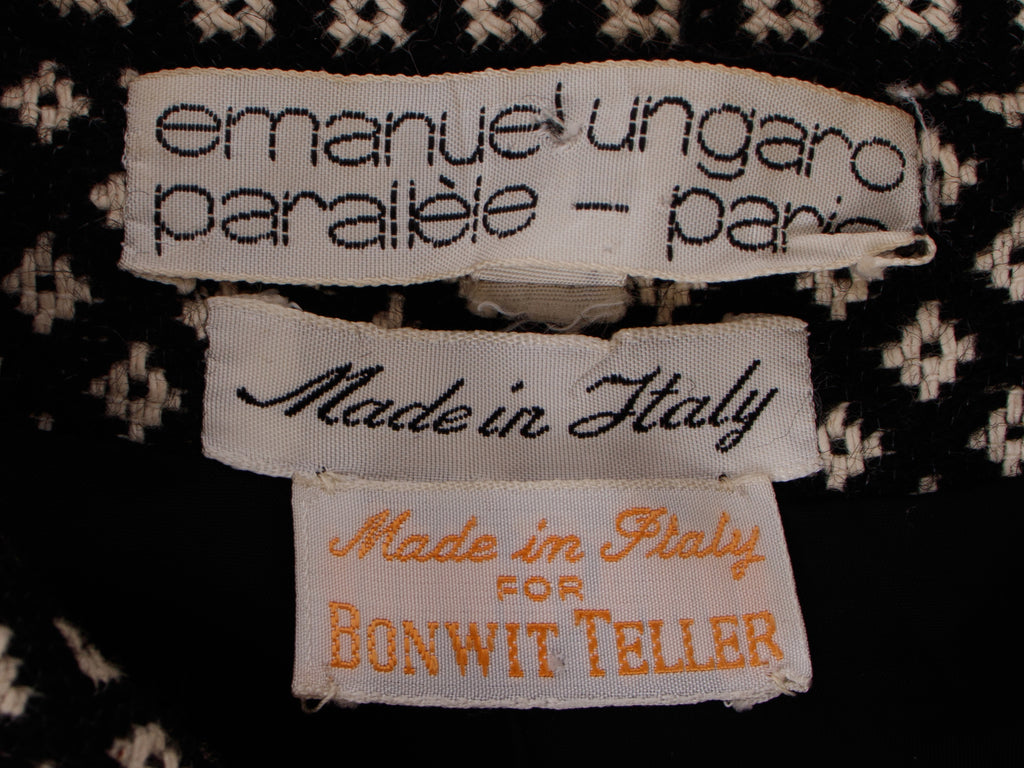 emanuel ungaro
parallèle - paris
Made in Italy
Made in Italy
FOR
BONWIT TELLER